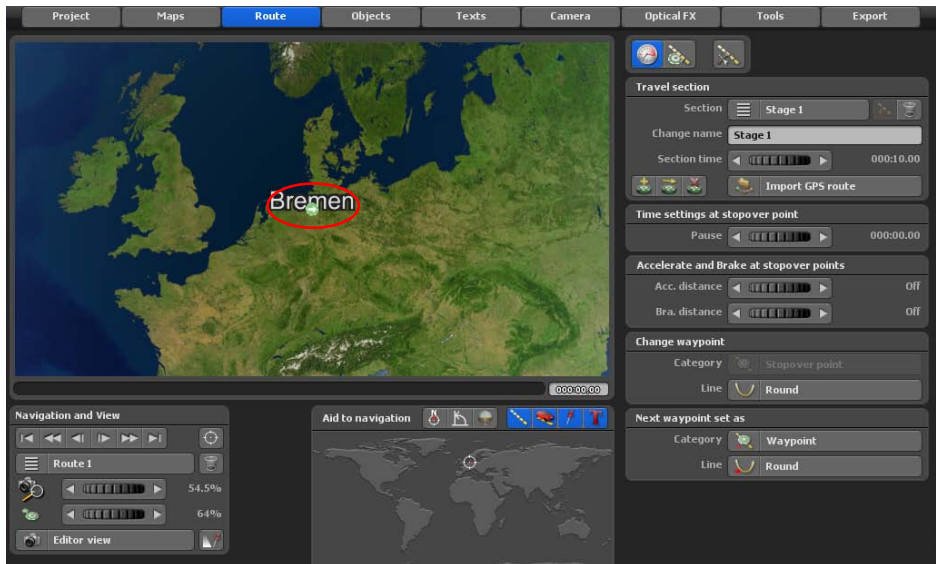 Project Maps Route Objects Texts Camera Optical FX Tools Export
Bremen
000:00.00
Travel section
Section Stage 1
Change name Stage 1
Section time 000:10.00
Import GPS route
Time settings at stopover point
Pause 000:00.00
Accelerate and Brake at stopover points
Acc. distance Off
Bra. distance Off
Change waypoint
Category Stopover point
Line Round
Next waypoint set as
Category Waypoint
Line Round
Navigation and View
Route 1
54.5%
64%
Editor view
Aid to navigation
N
T